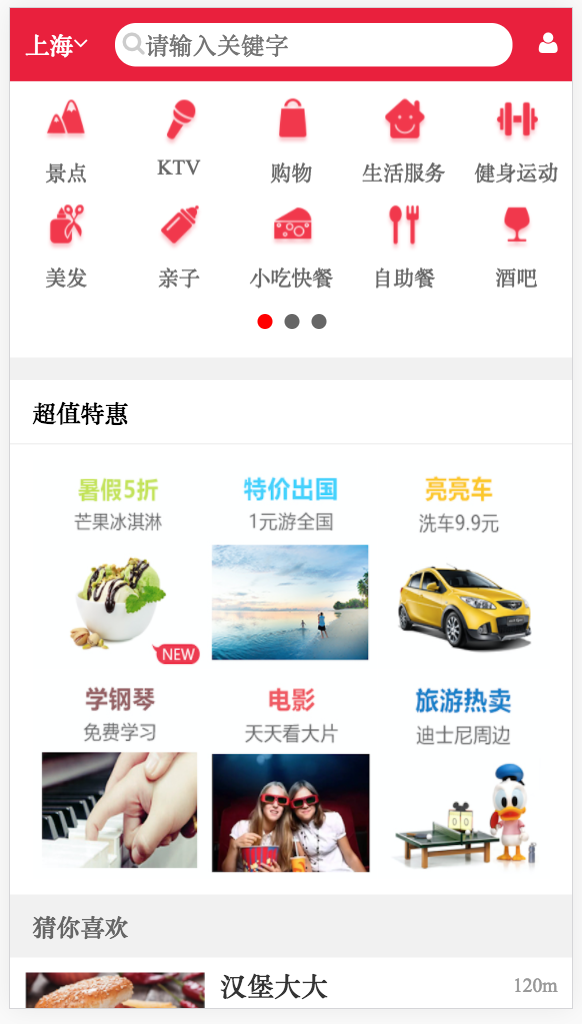 上海
请输入关键字
景点 KTV 购物 生活服务 健身运动
美发 亲子 小吃快餐 自助餐 酒吧
超值特惠
暑假5折 特价出国 亮亮车
芒果冰淇淋 1元游全国 洗车9.9元
NEW
学钢琴 电影 旅游热卖
免费学习 天天看大片 迪士尼周边
猜你喜欢
汉堡大大 120m